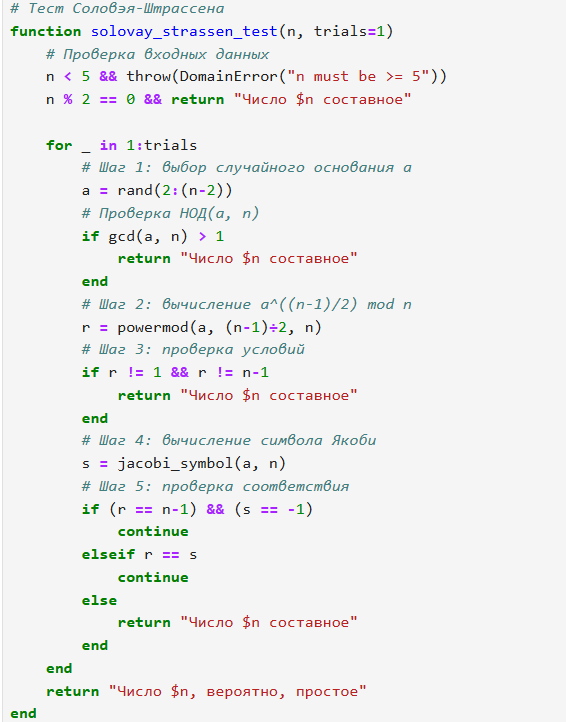 # Тест Соловэя-Штрассена
function solovay_strassen_test(n, trials=1)
    # Проверка входных данных
    n < 5 && throw(DomainError("n must be >= 5"))
    n % 2 == 0 && return "Число $n составное"

    for _ in 1:trials
        # Шаг 1: выбор случайного основания a
        a = rand(2:(n-2))
        # Проверка НОД(a, n)
        if gcd(a, n) > 1
            return "Число $n составное"
        end
        # Шаг 2: вычисление a^((n-1)/2) mod n
        r = powermod(a, (n-1)÷2, n)
        # Шаг 3: проверка условий
        if r != 1 && r != n-1
            return "Число $n составное"
        end
        # Шаг 4: вычисление символа Якоби
        s = jacobi_symbol(a, n)
        # Шаг 5: проверка соответствия
        if (r == n-1) && (s == -1)
            continue
        elseif r == s
            continue
        else
            return "Число $n составное"
        end
    end
    return "Число $n, вероятно, простое"
end